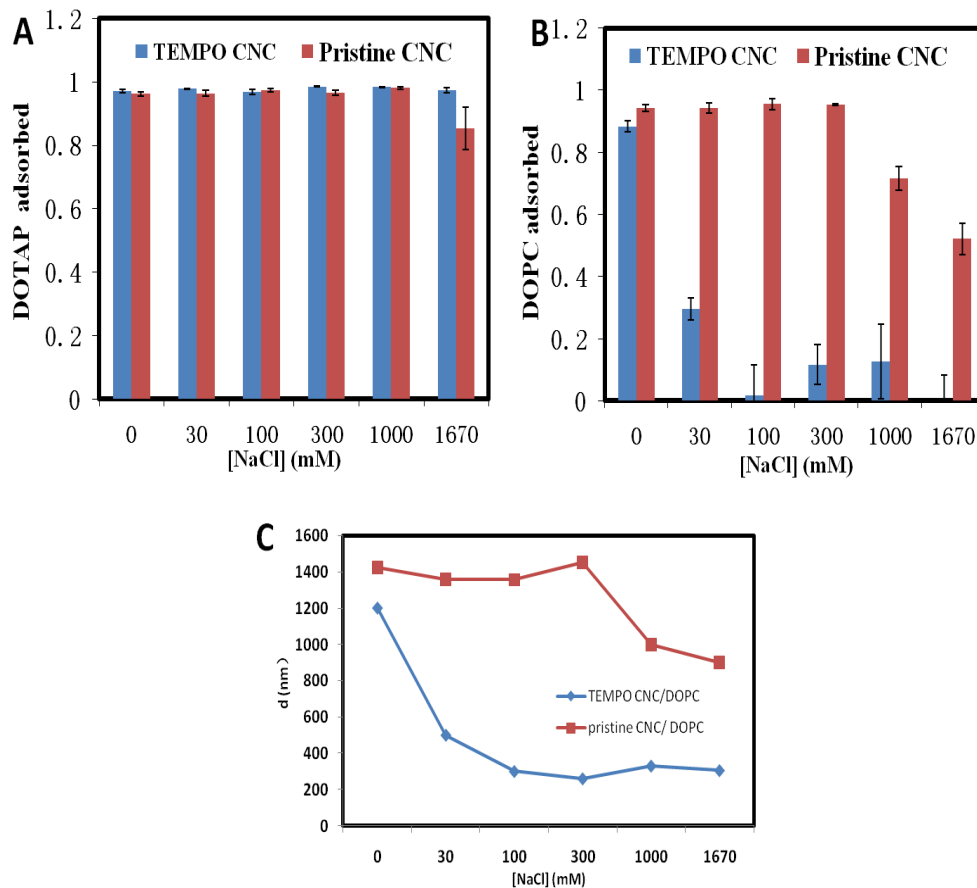 A
TEMPO CNC
Pristine CNC
DOTAP adsorbed
1.2
1
0.8
0.6
0.4
0.2
0
0 30 100 300 1000 1670
[NaCl] (mM)
B
TEMPO CNC
Pristine CNC
DOPC adsorbed
1.2
1
0.8
0.6
0.4
0.2
0
0 30 100 300 1000 1670
[NaCl] (mM)
C
d (nm)
1600
1400
1200
1000
800
600
400
200
0
TEMPO CNC/DOPC
pristine CNC/ DOPC
0 30 100 300 1000 1670
[NaCl] (mM)